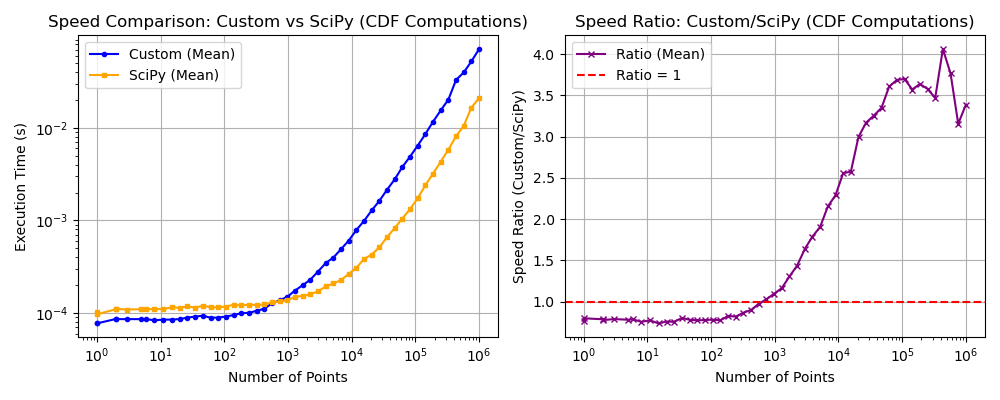 Speed Comparison: Custom vs SciPy (CDF Computations)
Custom (Mean)
SciPy (Mean)
Execution Time (s)
10⁻²
10⁻³
10⁻⁴
10⁰ 10¹ 10² 10³ 10⁴ 10⁵ 10⁶
Number of Points
Speed Ratio: Custom/SciPy (CDF Computations)
Ratio (Mean)
Ratio = 1
Speed Ratio (Custom/SciPy)
4.0
3.5
3.0
2.5
2.0
1.5
1.0
10⁰ 10¹ 10² 10³ 10⁴ 10⁵ 10⁶
Number of Points